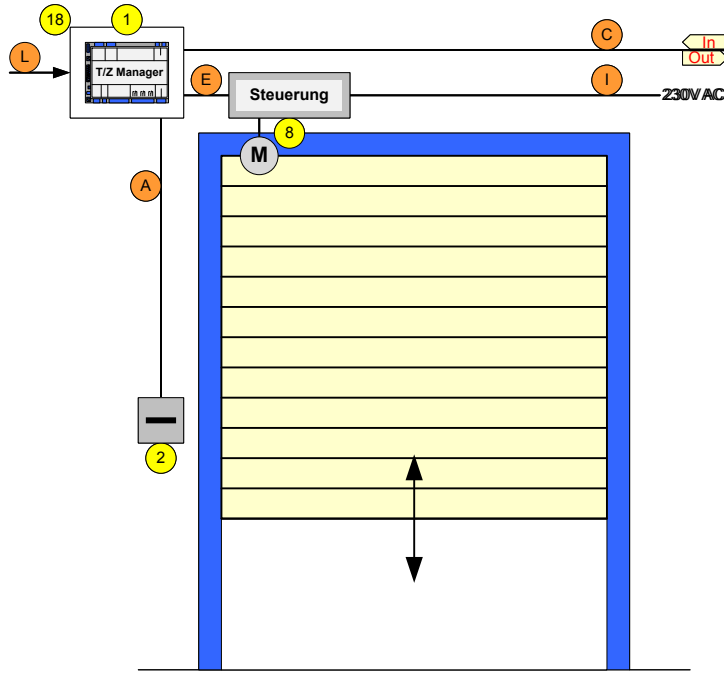 18
1
C
In
Out
L
T/Z Manager
E
Steuerung
I
230V AC
8
M
A
2